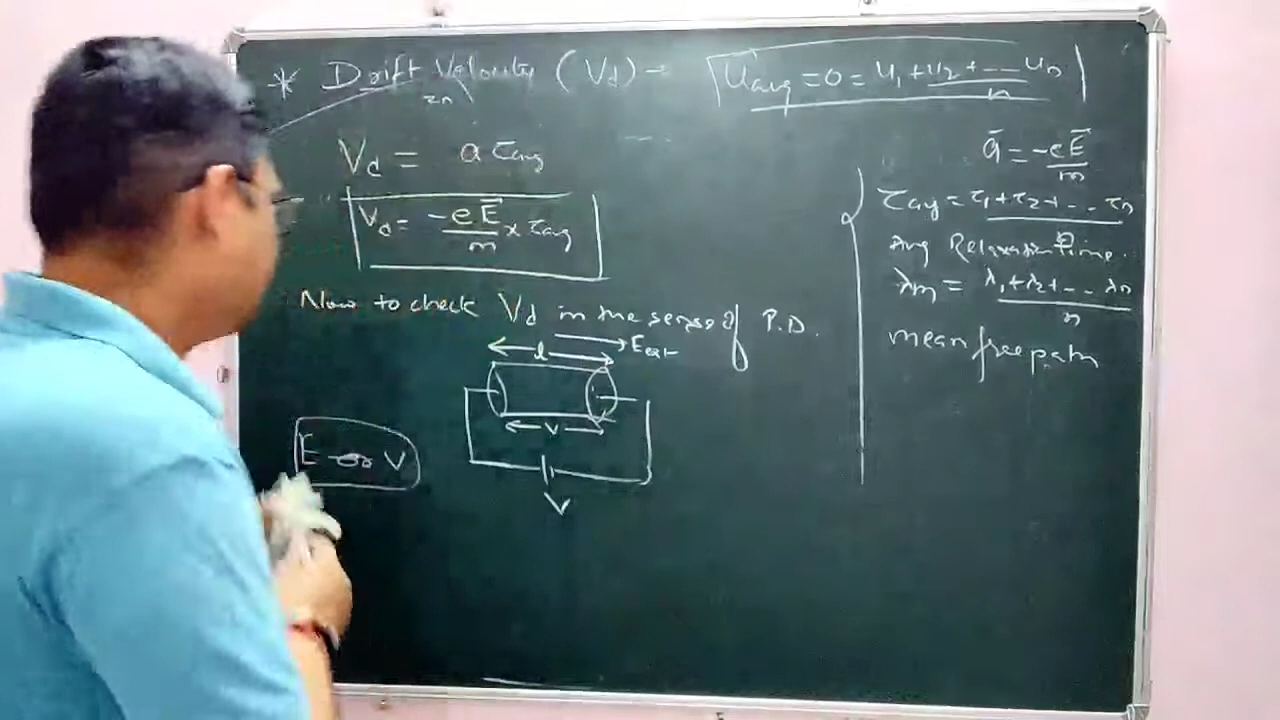 * Drift Velocity (Vd) -
Uavg = 0 = u1 + u2 + ... un / n
Vd = a τavg
Vd = -eE⃗/m × τavg
Now to check Vd in the sense of P.D.
← l →
→ Eext
← v →
V
E or V
a⃗ = -eE⃗/m
τavg = τ1 + τ2 + ... τn / n
Avg Relaxation Time.
λm = λ1 + λ2 + ... λn / n
mean free path